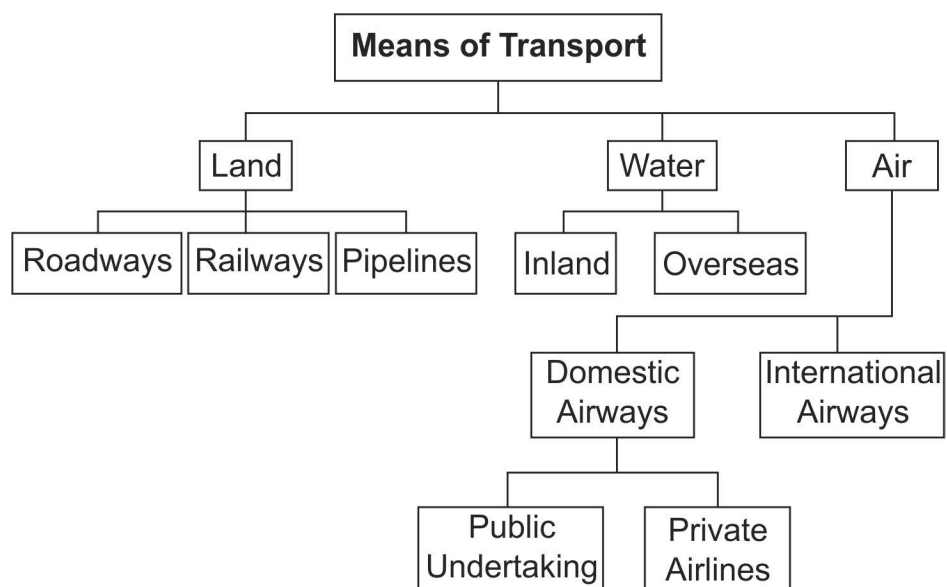 Means of Transport
Land
Water
Air
Roadways
Railways
Pipelines
Inland
Overseas
Domestic
Airways
International
Airways
Public
Undertaking
Private
Airlines